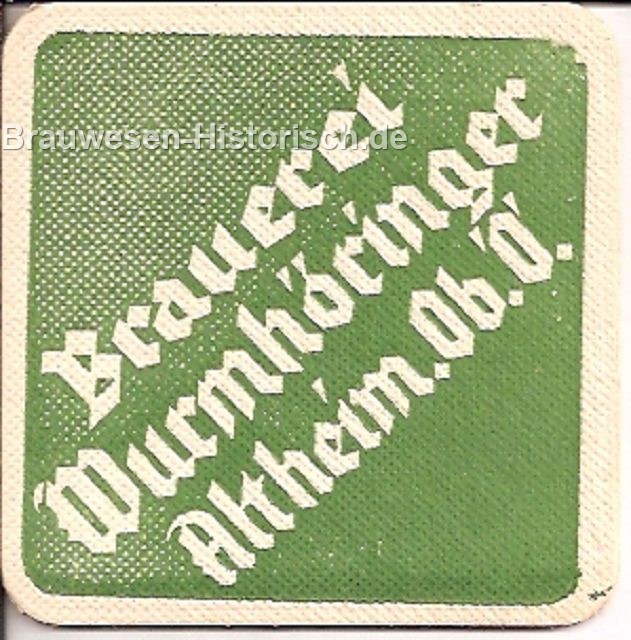 Brauwesen-Historisch.de
Brauerei
Wurmhöringer
Altheim.Ob.Ö.